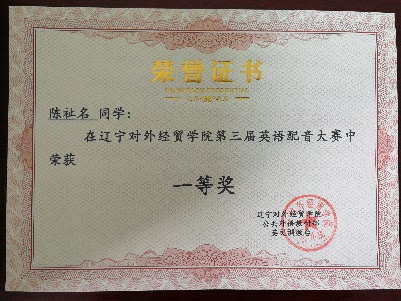 荣誉证书
陈祉名 同学：
在辽宁对外经贸学院第三届英语配音大赛中
荣获
一等奖
辽宁对外经贸学院